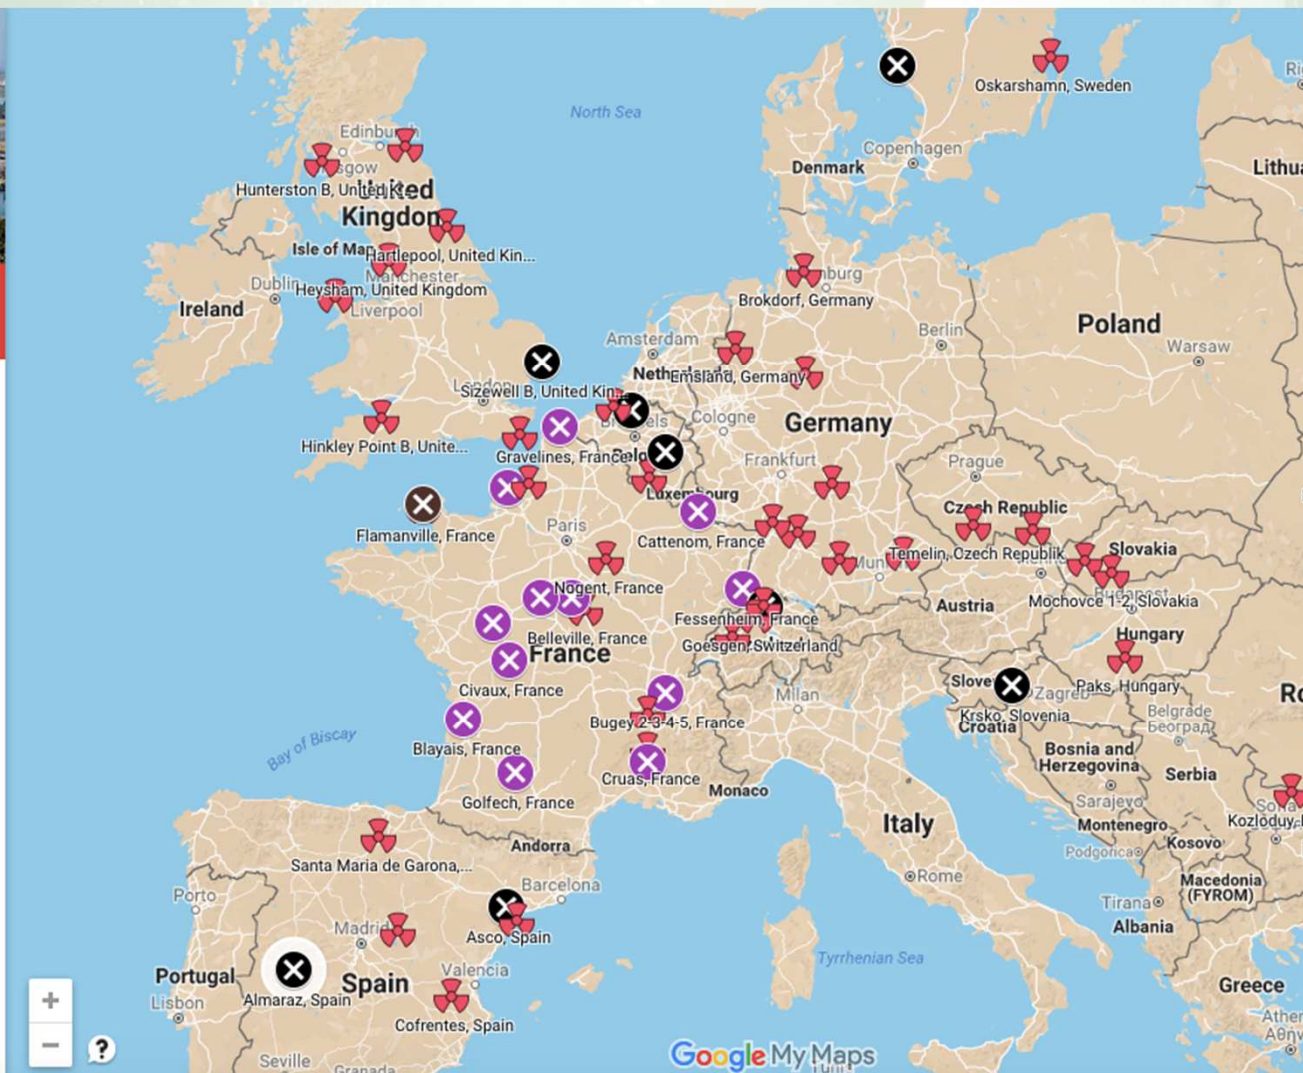 Oskarshamn, Sweden
North Sea
Edinburgh
Copenhagen
Denmark
Hunterston B, United K...
United
Kingdom
Isle of Man
Hartlepool, United Kin...
Manchester
Dublin
Heysham, United Kingdom
Liverpool
Ireland
Brokdorf, Germany
Berlin
Poland
Warsaw
Amsterdam
Emsland, Germany
London
Sizewell B, United Kin...
Cologne
Germany
Hinkley Point B, Unite...
Gravelines, France
Frankfurt
Prague
Luxembourg
Czech Republic
Flamanville, France
Paris
Cattenom, France
Temelin, Czech Republik
Slovakia
Nogent, France
Mochovce 1-2, Slovakia
Budapest
Austria
Fessenheim, France
Belleville, France
Goesgen, Switzerland
Hungary
France
Civaux, France
Milan
Zagreb
Paks, Hungary
Bugey 2-3-4-5, France
Krsko, Slovenia
Croatia
Belgrade
Београд
Blayais, France
Bay of Biscay
Bosnia and
Herzegovina
Serbia
Cruas, France
Monaco
Golfech, France
Sarajevo
Sofia
Kozloduy,
Italy
Montenegro
Andorra
Podgorica
Kosovo
Santa Maria de Garona,...
Rome
Macedonia
(FYROM)
Barcelona
Porto
Tirana
Albania
Madrid
Asco, Spain
Tyrrhenian Sea
Portugal
Valencia
Spain
Greece
Almaraz, Spain
Lisbon
Cofrentes, Spain
+
−
?
Google My Maps
Seville
Granada